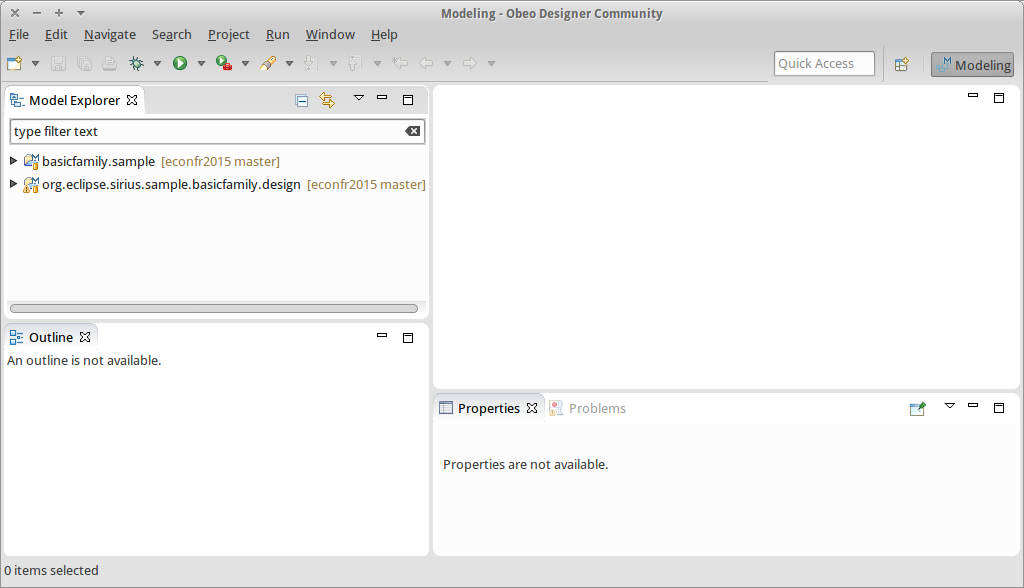 Modeling - Obeo Designer Community
File Edit Navigate Search Project Run Window Help
Quick Access
Modeling
Model Explorer
type filter text
basicfamily.sample [econfr2015 master]
org.eclipse.sirius.sample.basicfamily.design [econfr2015 master]
Outline
An outline is not available.
Properties Problems
Properties are not available.
0 items selected